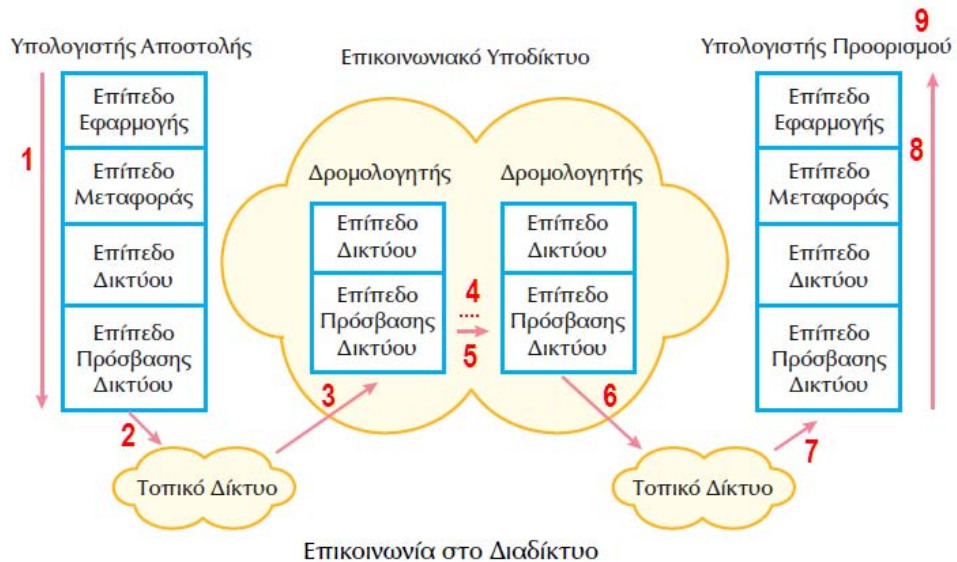 9
Υπολογιστής Αποστολής
Επικοινωνιακό Υποδίκτυο
Υπολογιστής Προορισμού
1
Επίπεδο
Εφαρμογής
Επίπεδο
Μεταφοράς
Επίπεδο
Δικτύου
Επίπεδο
Πρόσβασης
Δικτύου
2
Τοπικό Δίκτυο
3
Δρομολογητής
Επίπεδο
Δικτύου
Επίπεδο
Πρόσβασης
Δικτύου
4
.....
5
Δρομολογητής
Επίπεδο
Δικτύου
Επίπεδο
Πρόσβασης
Δικτύου
6
Τοπικό Δίκτυο
7
Επίπεδο
Εφαρμογής
Επίπεδο
Μεταφοράς
Επίπεδο
Δικτύου
Επίπεδο
Πρόσβασης
Δικτύου
8
Επικοινωνία στο Διαδίκτυο